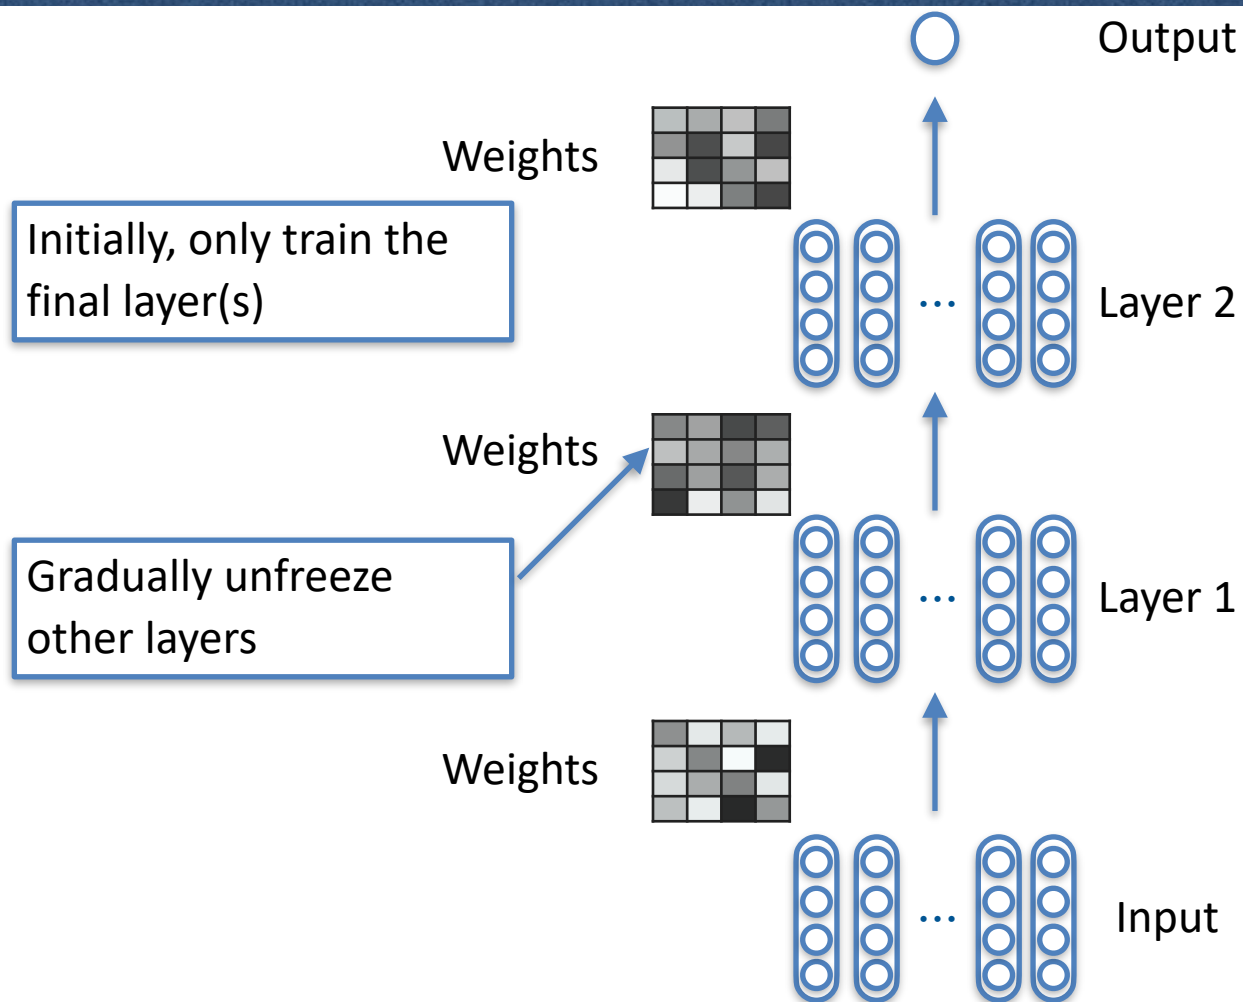 Output
Weights
Initially, only train the
final layer(s)
...
Layer 2
Weights
Gradually unfreeze
other layers
...
Layer 1
Weights
...
Input